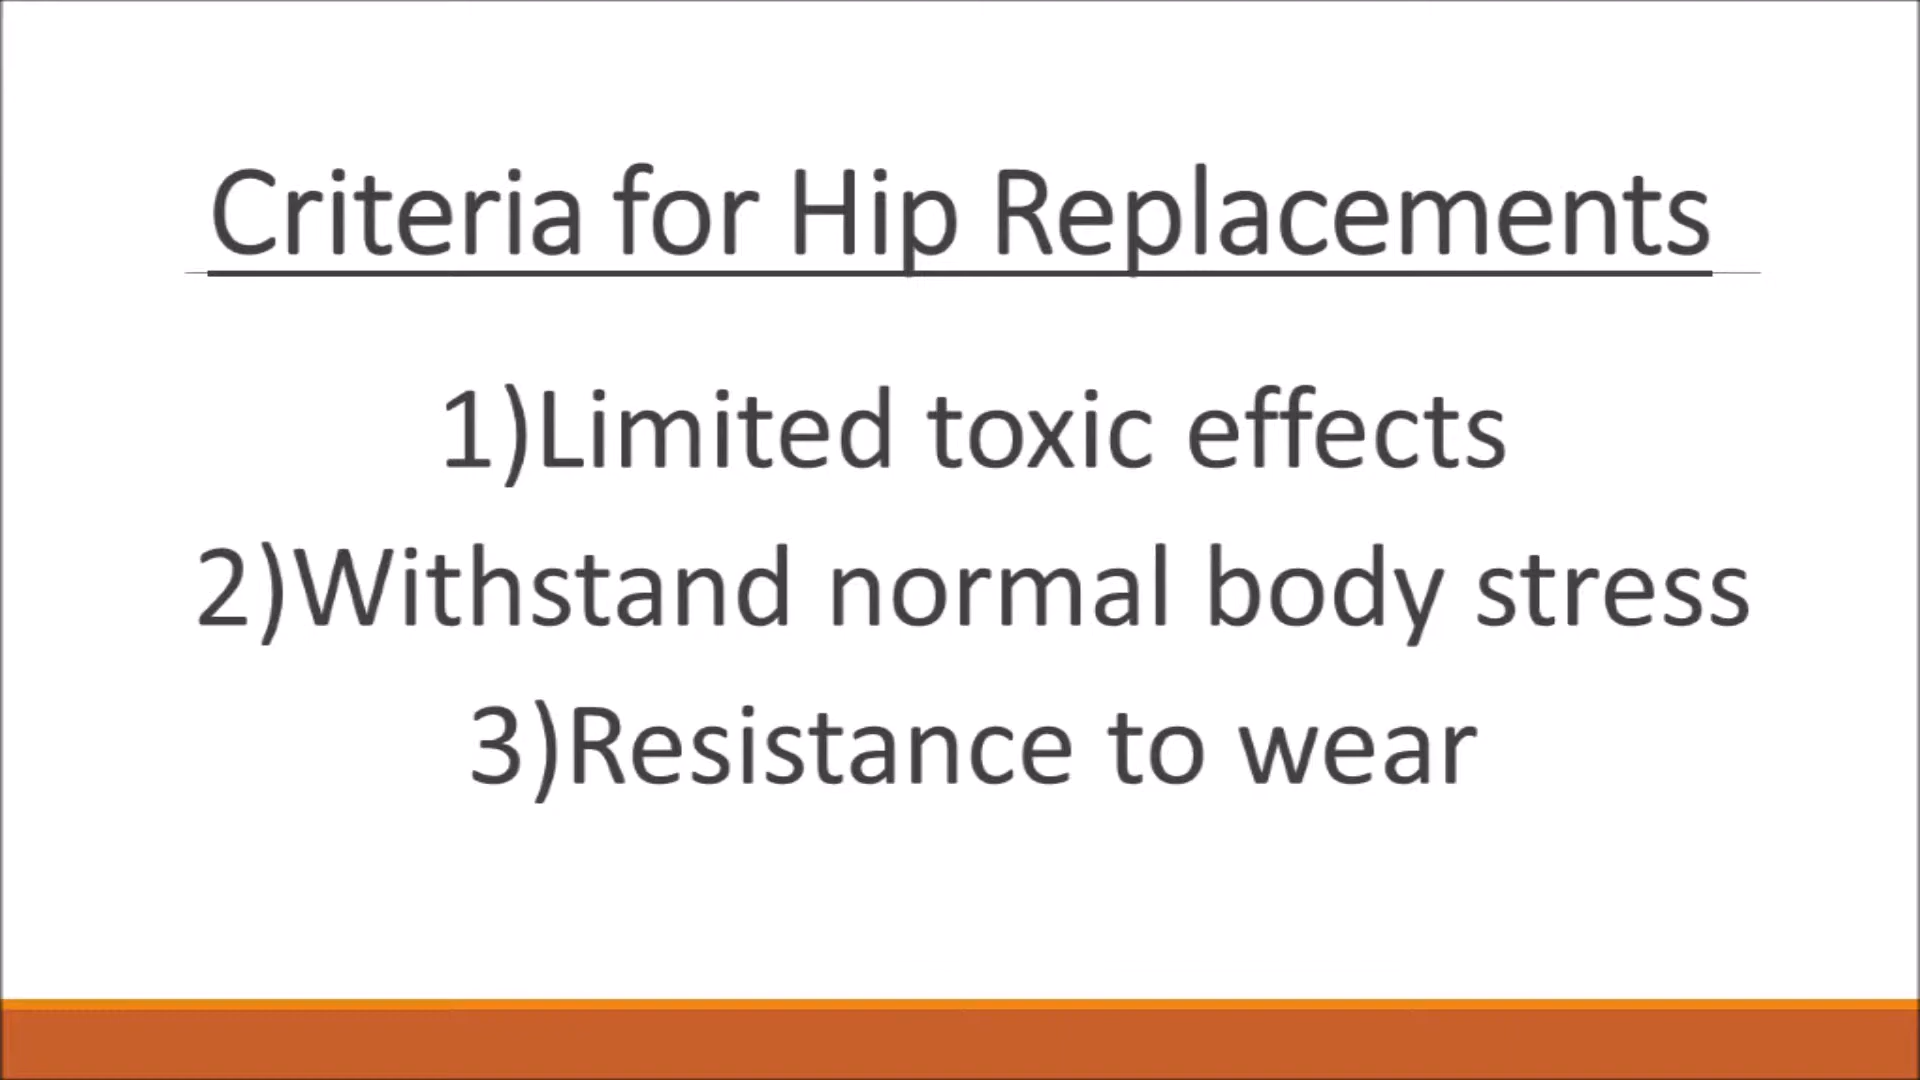 Criteria for Hip Replacements
1)Limited toxic effects
2)Withstand normal body stress
3)Resistance to wear